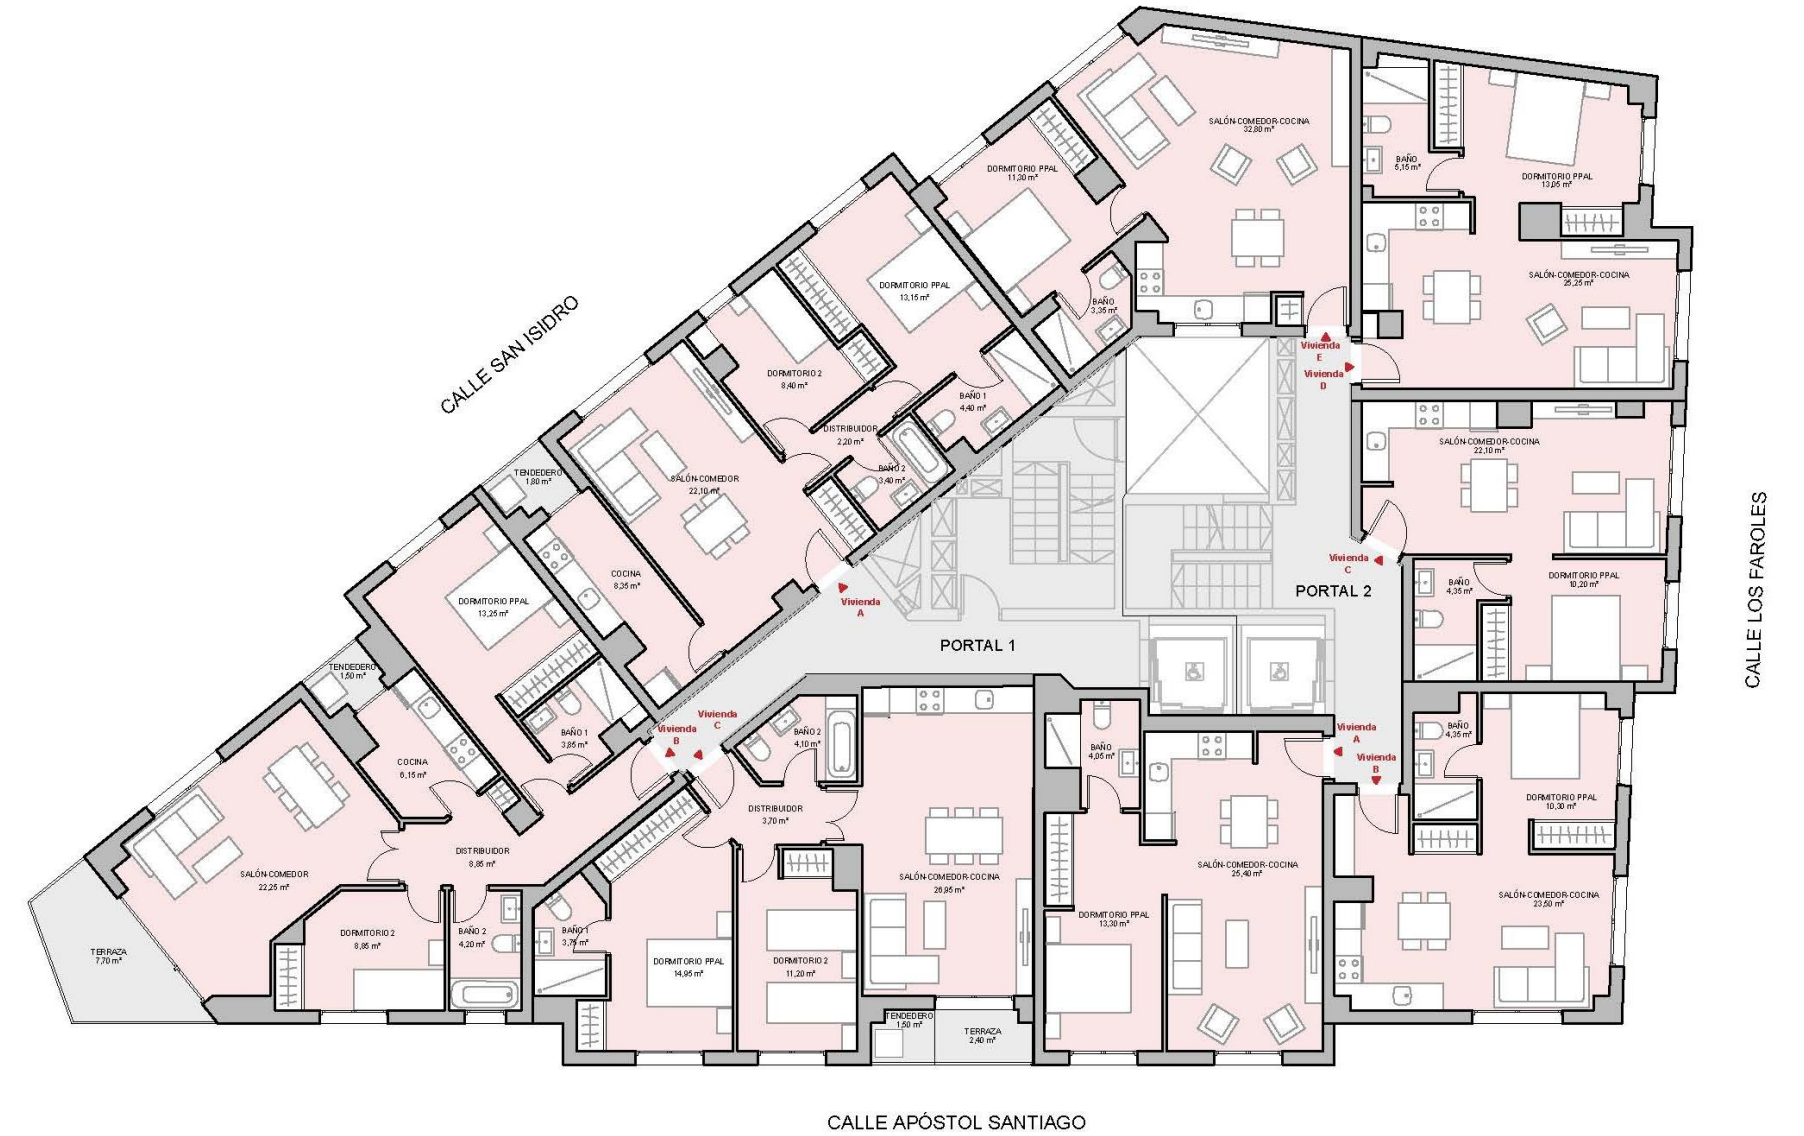 SALÓN-COMEDOR-COCINA
32,80 m²
DORMITORIO PPAL
11,30 m²
BAÑO
5,15 m²
DORMITORIO PPAL
13,05 m²
SALÓN-COMEDOR-COCINA
25,25 m²
DORMITORIO PPAL
13,15 m²
BAÑO
3,35 m²
CALLE SAN ISIDRO
DORMITORIO 2
8,40 m²
Vivienda
E
Vivienda
D
BAÑO 1
4,40 m²
DISTRIBUIDOR
2,20 m²
BAÑO 2
3,40 m²
SALÓN-COMEDOR
22,10 m²
TENDEDERO
1,80 m²
SALÓN-COMEDOR-COCINA
22,10 m²
COCINA
8,35 m²
Vivienda
A
Vivienda
C
DORMITORIO PPAL
10,20 m²
BAÑO
4,35 m²
PORTAL 2
PORTAL 1
CALLE LOS FAROLES
DORMITORIO PPAL
13,25 m²
TENDEDERO
1,50 m²
BAÑO 1
3,85 m²
COCINA
6,15 m²
Vivienda
B
Vivienda
C
BAÑO 2
4,10 m²
BAÑO
4,05 m²
Vivienda
A
Vivienda
B
BAÑO
4,35 m²
DORMITORIO PPAL
10,30 m²
DISTRIBUIDOR
3,70 m²
DISTRIBUIDOR
8,85 m²
SALÓN-COMEDOR
22,25 m²
SALÓN-COMEDOR-COCINA
26,95 m²
SALÓN-COMEDOR-COCINA
25,40 m²
SALÓN-COMEDOR-COCINA
23,50 m²
DORMITORIO PPAL
13,30 m²
DORMITORIO 2
8,85 m²
BAÑO 2
4,20 m²
BAÑO 1
3,75 m²
TERRAZA
7,70 m²
DORMITORIO PPAL
14,95 m²
DORMITORIO 2
11,20 m²
TENDEDERO
1,50 m²
TERRAZA
2,40 m²
CALLE APÓSTOL SANTIAGO